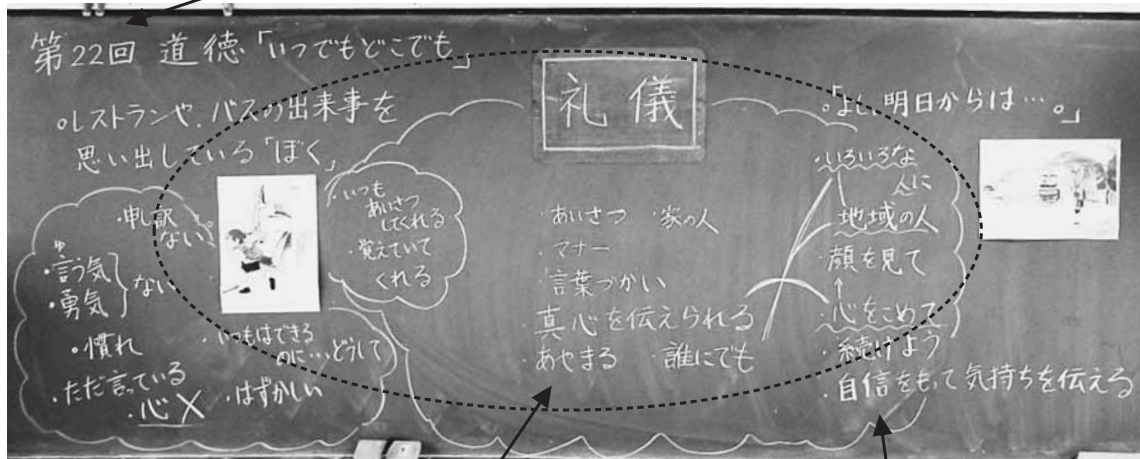 第22回 道徳「いつでもどこでも」
礼儀
○レストランや、バスの出来事を
思い出している「ぼく」
・申し訳
ない。
ゆ
・言う気
・勇気
ない
・慣れ
・ただ言っている
・心 ×
・いつもはできる
のに…どうして
・はずかしい
・いつも
あいさつ
してくれる
・覚えていて
くれる
・あいさつ ・家の人
・マナー
・言葉づかい
・真心を伝えられる
・あやまる ・誰にでも
○「よし、明日からは…。」
・いろいろな
人に
・地域の人
・顔を見て
↑
・心をこめて
・続けよう
・自信をもって気持ちを伝える